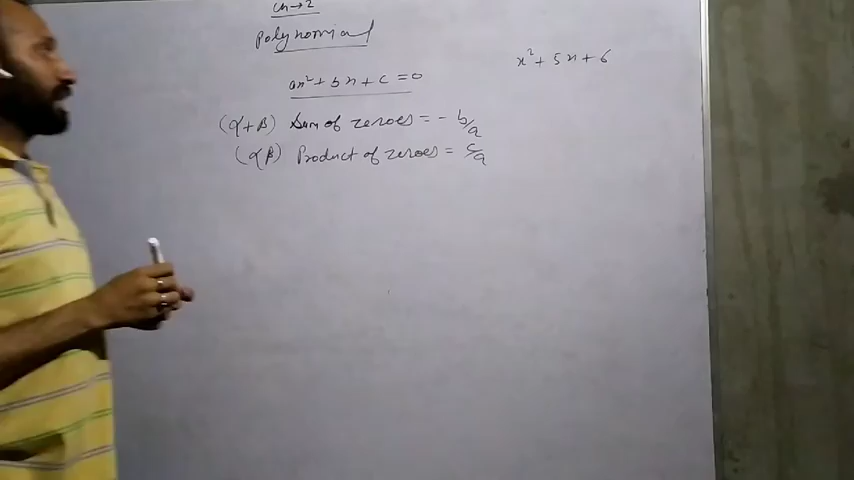 Ch→2
Polynomial
ax²+bx+c=0
(α+β) Sum of zeroes = - b/a
(αβ) Product of zeroes = c/a
x²+5x+6